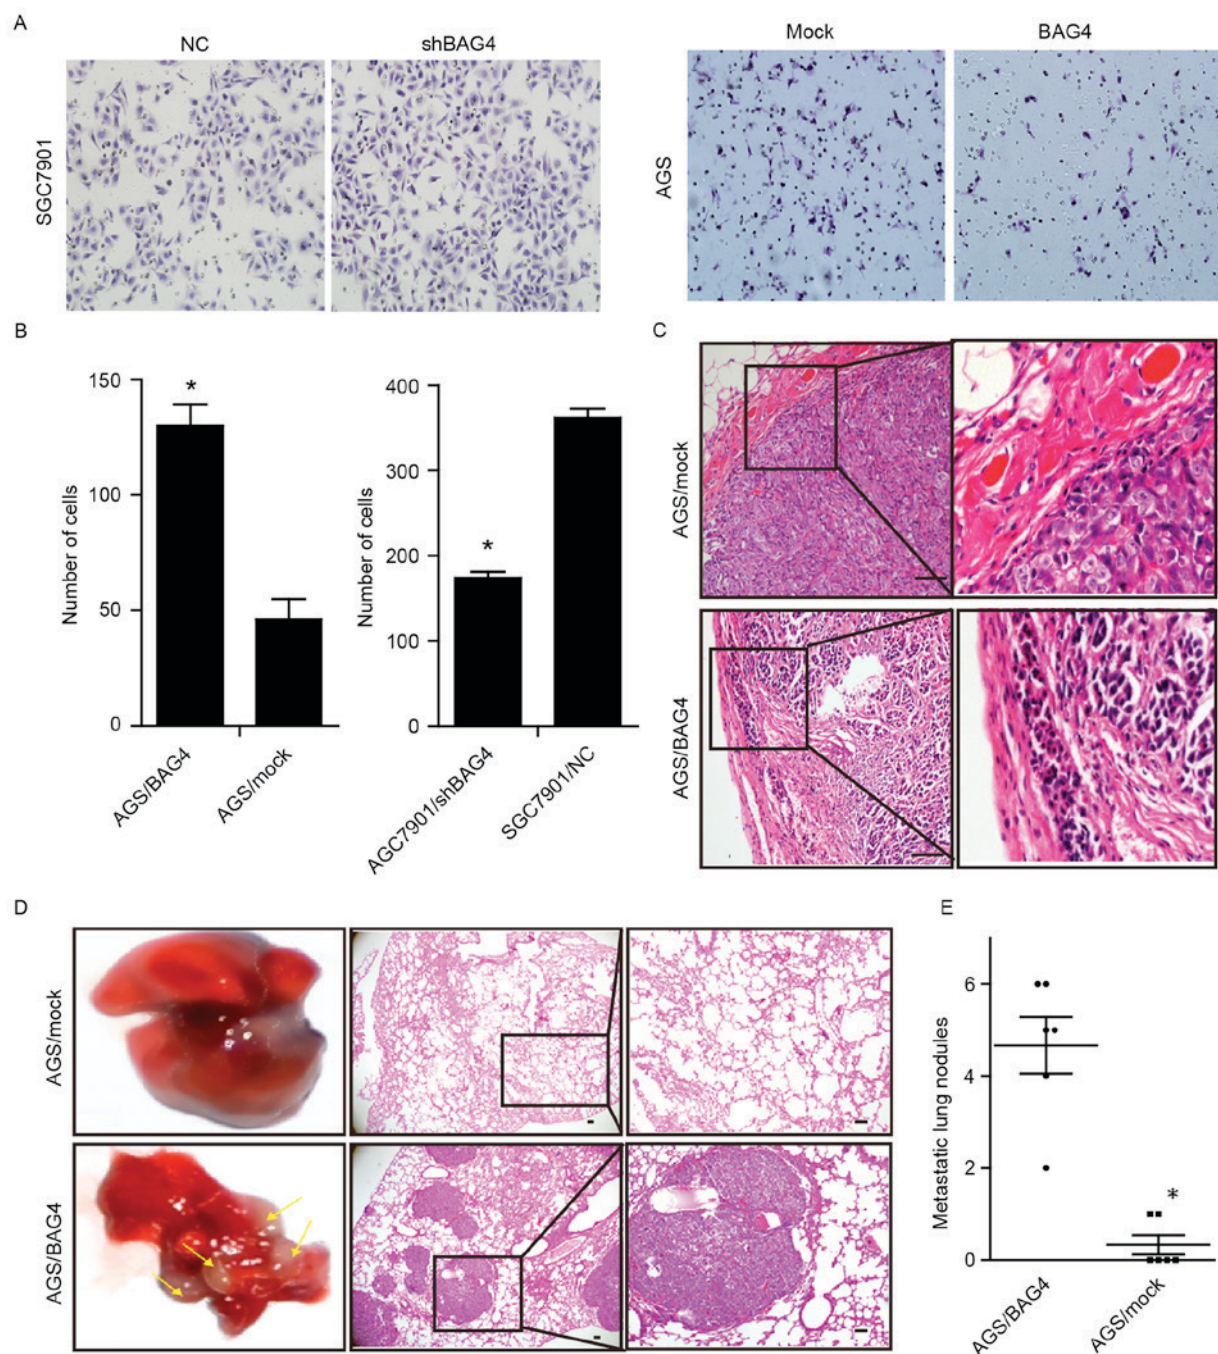 A
NC
shBAG4
Mock
BAG4
SGC7901
AGS
B
150
100
50
0
Number of cells
*
AGS/BAG4
AGS/mock
400
300
200
100
0
Number of cells
*
AGC7901/shBAG4
SGC7901/NC
C
AGS/mock
AGS/BAG4
D
AGS/mock
AGS/BAG4
E
6
4
2
0
Metastatic lung nodules
*
AGS/BAG4
AGS/mock